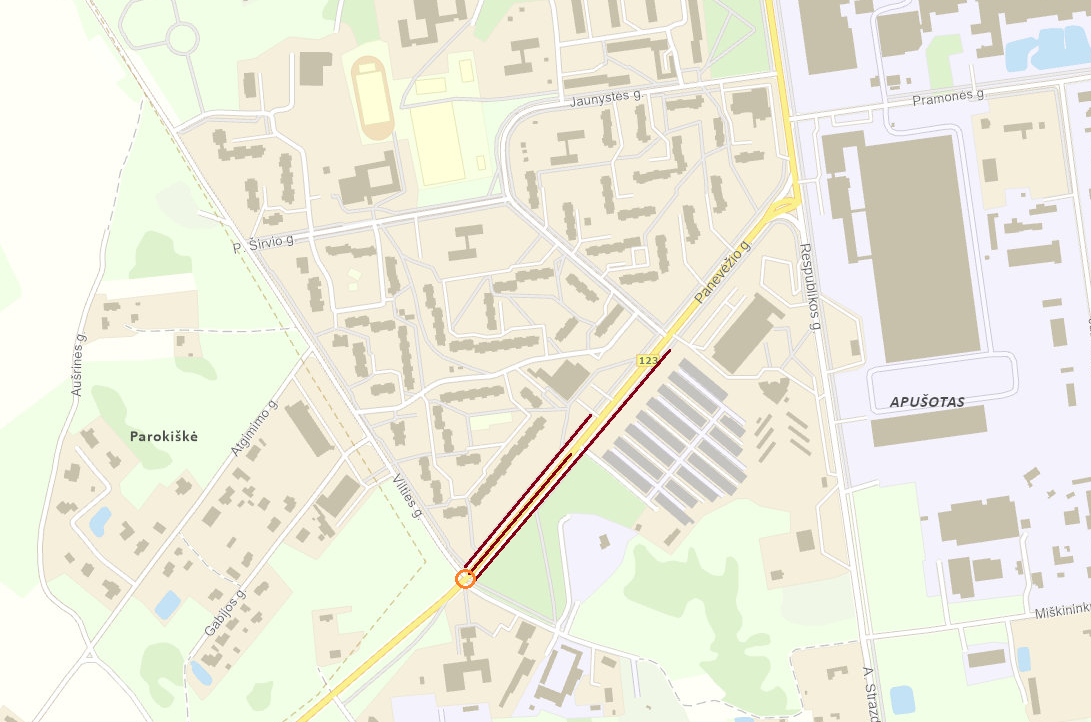 Jaunystės g.
Pramonės g
P. Širvio g
Panevėžio g
Respublikos g.
123
Aušrinės g
APUŠOTAS
Atgimimo g
Parokiškė
Vilties g.
Gabijos g
Miškininkų
A. Strazd